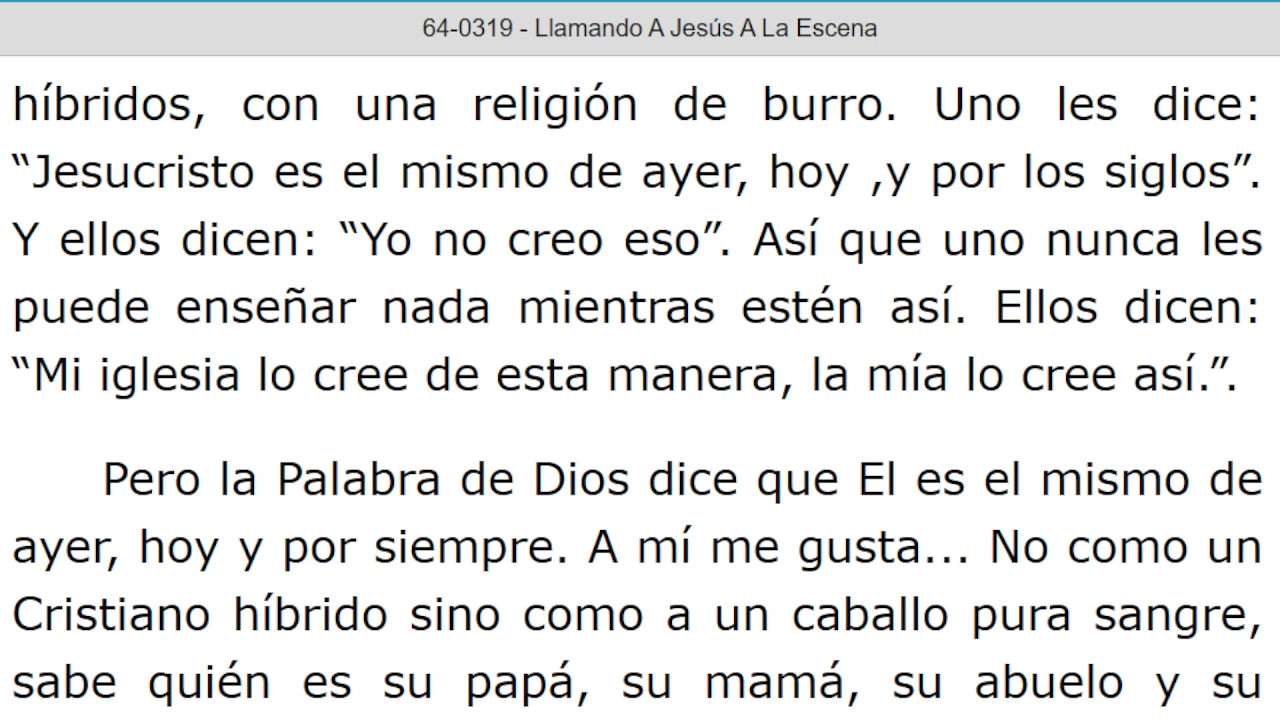 64-0319 - Llamando A Jesús A La Escena
híbridos, con una religión de burro. Uno les dice:
“Jesucristo es el mismo de ayer, hoy ,y por los siglos”.
Y ellos dicen: “Yo no creo eso”. Así que uno nunca les
puede enseñar nada mientras estén así. Ellos dicen:
“Mi iglesia lo cree de esta manera, la mía lo cree así.”.
Pero la Palabra de Dios dice que El es el mismo de
ayer, hoy y por siempre. A mí me gusta... No como un
Cristiano híbrido sino como a un caballo pura sangre,
sabe quién es su papá, su mamá, su abuelo y su